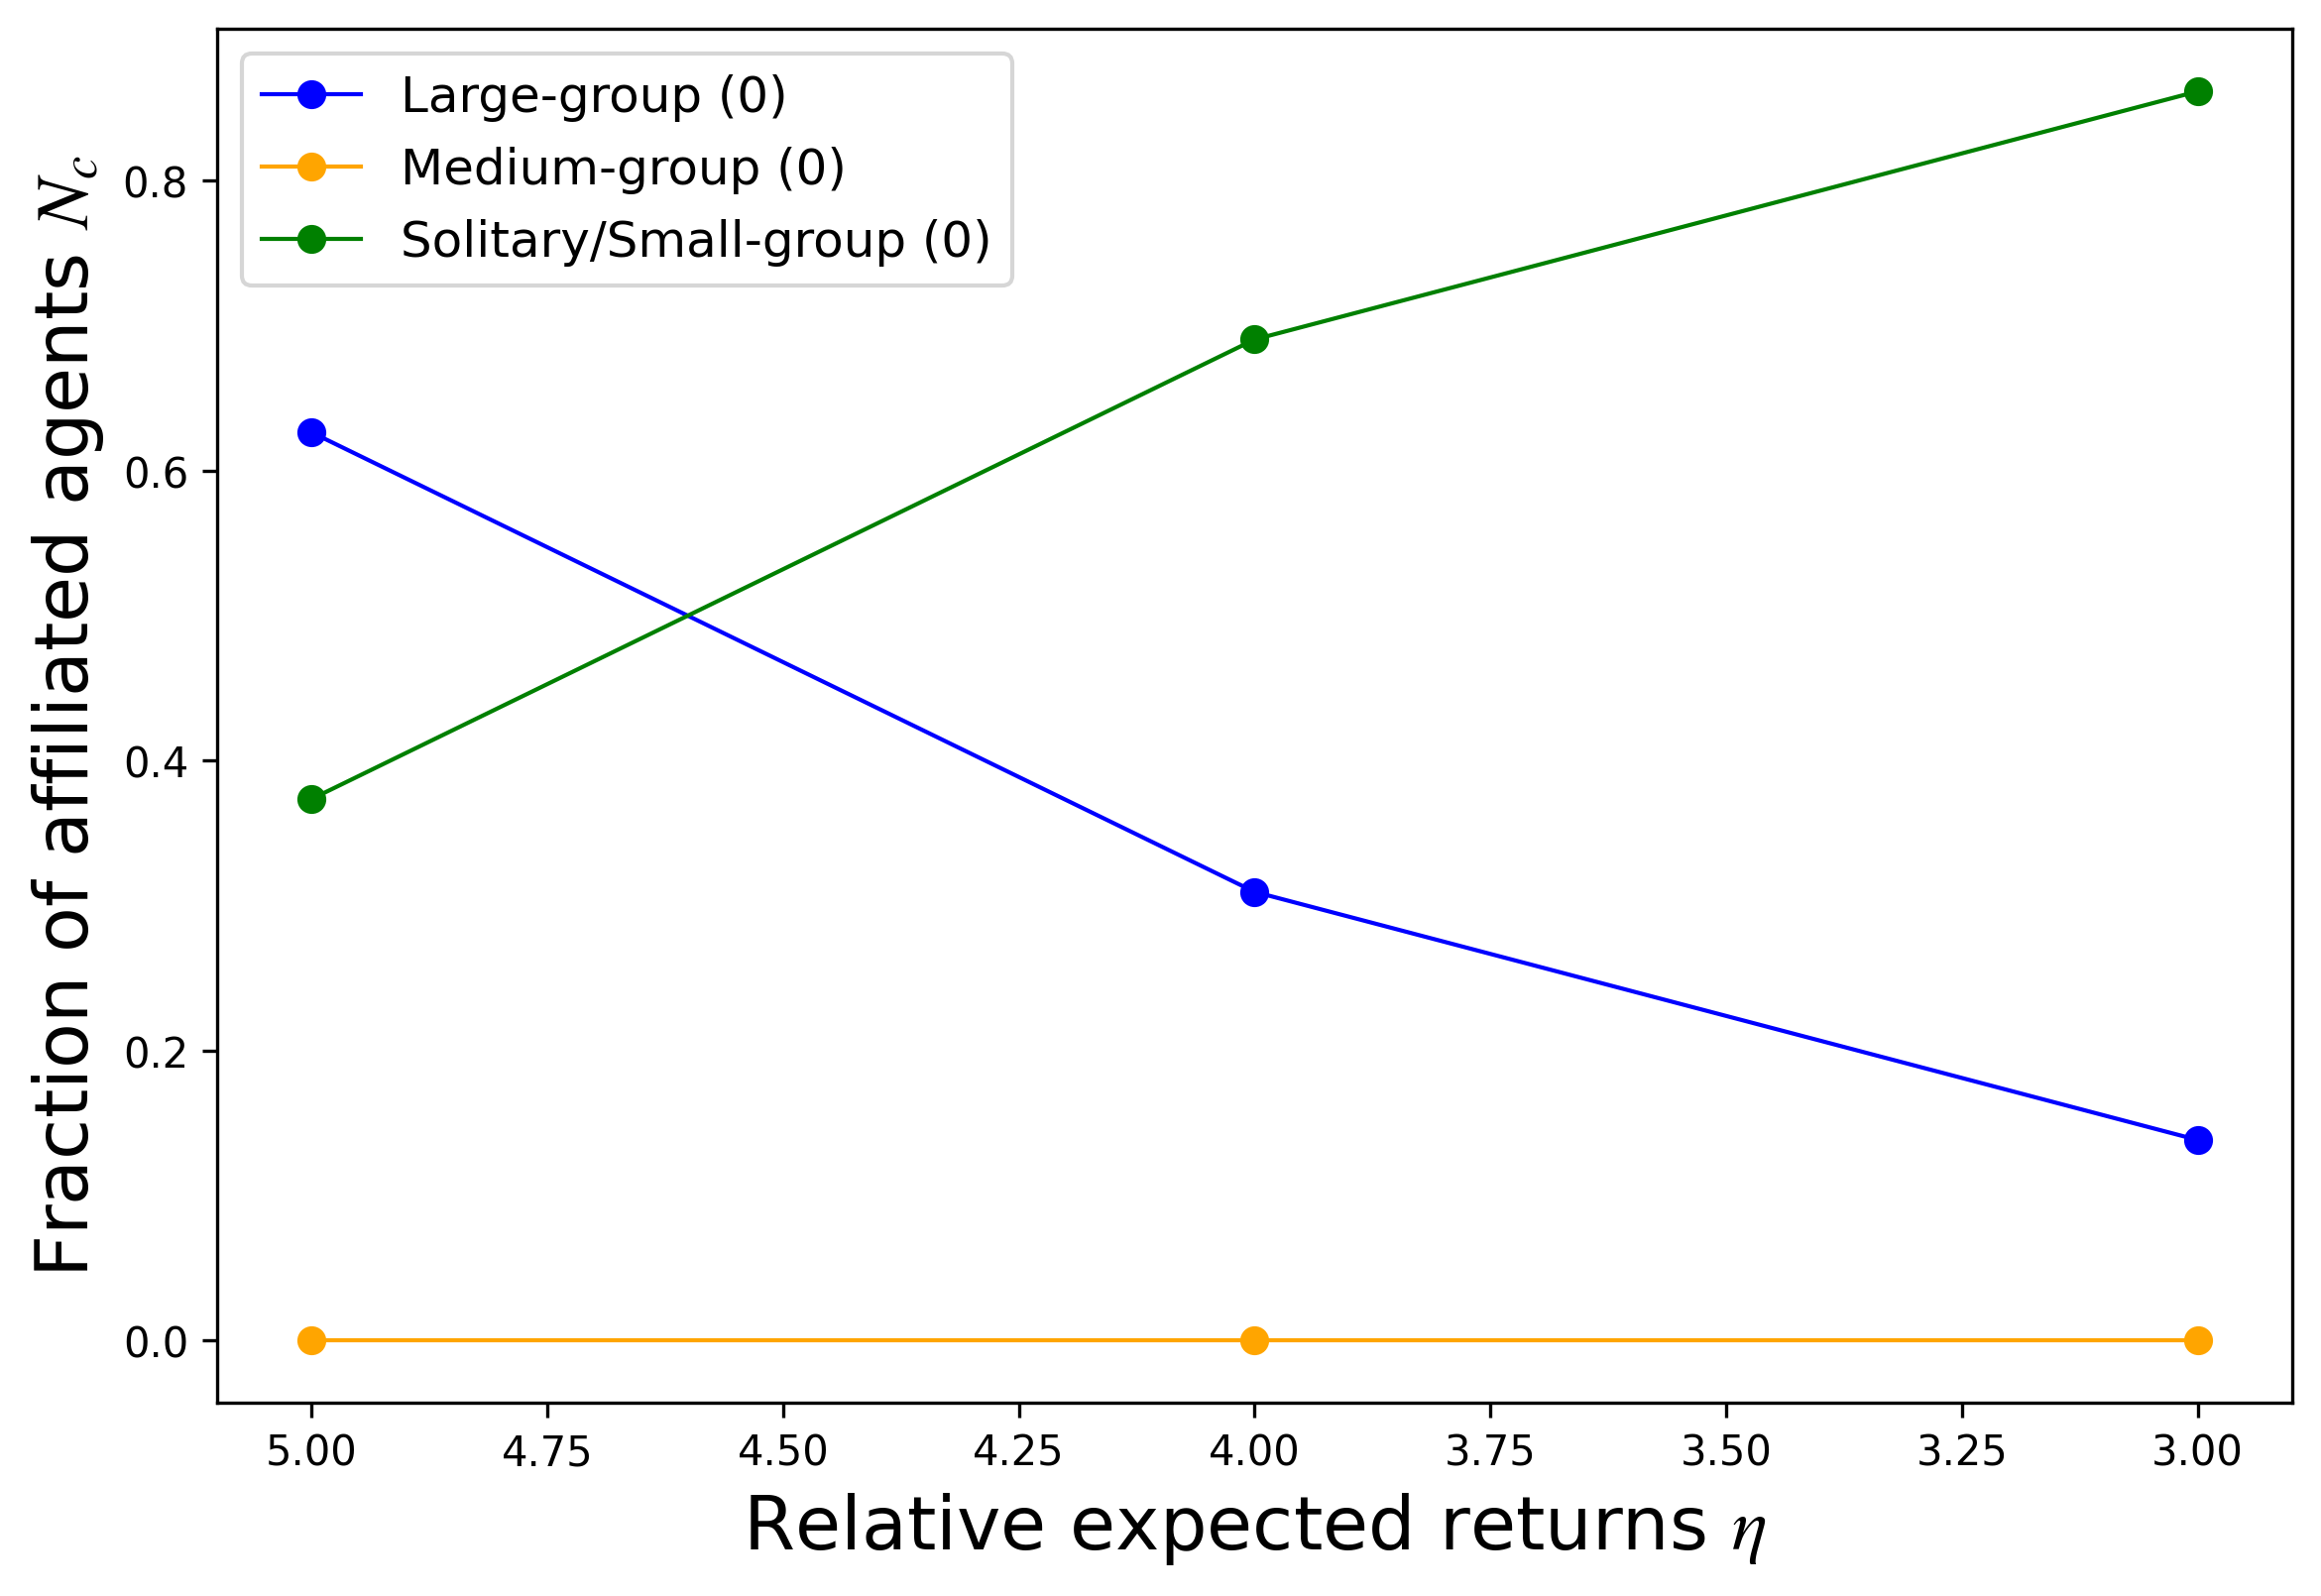 Large-group (0)
Medium-group (0)
Solitary/Small-group (0)
Fraction of affiliated agents N_c
0.8
0.6
0.4
0.2
0.0
5.00 4.75 4.50 4.25 4.00 3.75 3.50 3.25 3.00
Relative expected returns η